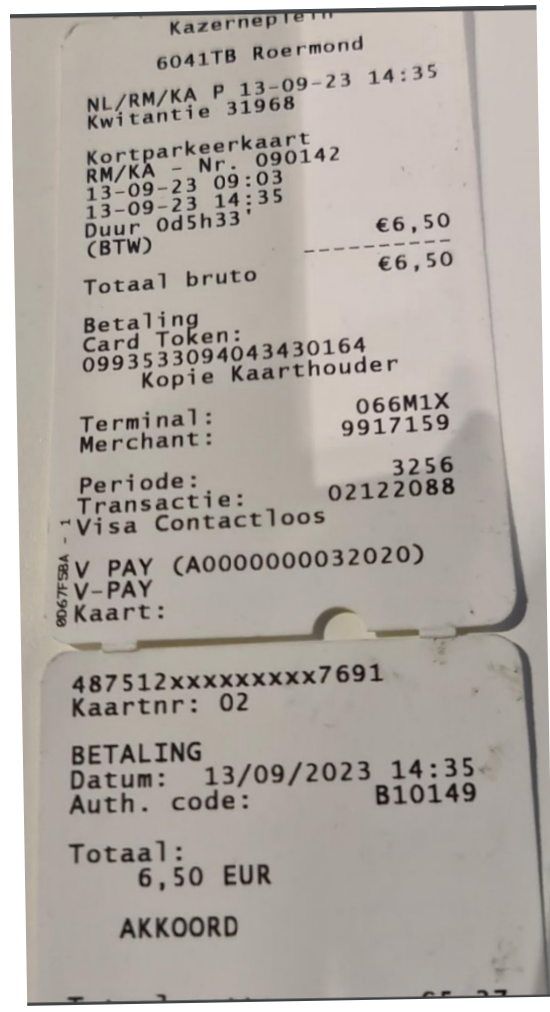 Kazerneplein
6041TB Roermond
NL/RM/KA P 13-09-23 14:35
Kwitantie 31968
Kortparkeerkaart
RM/KA - Nr. 090142
13-09-23 09:03
13-09-23 14:35
Duur 0d5h33'
(BTW) €6,50
----------
Totaal bruto €6,50
Betaling
Card Token:
0993533094043430164
Kopie Kaarthouder
Terminal: 066M1X
Merchant: 9917159
Periode: 3256
Transactie: 02122088
Visa Contactloos
V PAY (A0000000032020)
V-PAY
Kaart:
0D67F5BA - 1
487512xxxxxxxxx7691
Kaartnr: 02
BETALING
Datum: 13/09/2023 14:35
Auth. code: B10149
Totaal:
6,50 EUR
AKKOORD